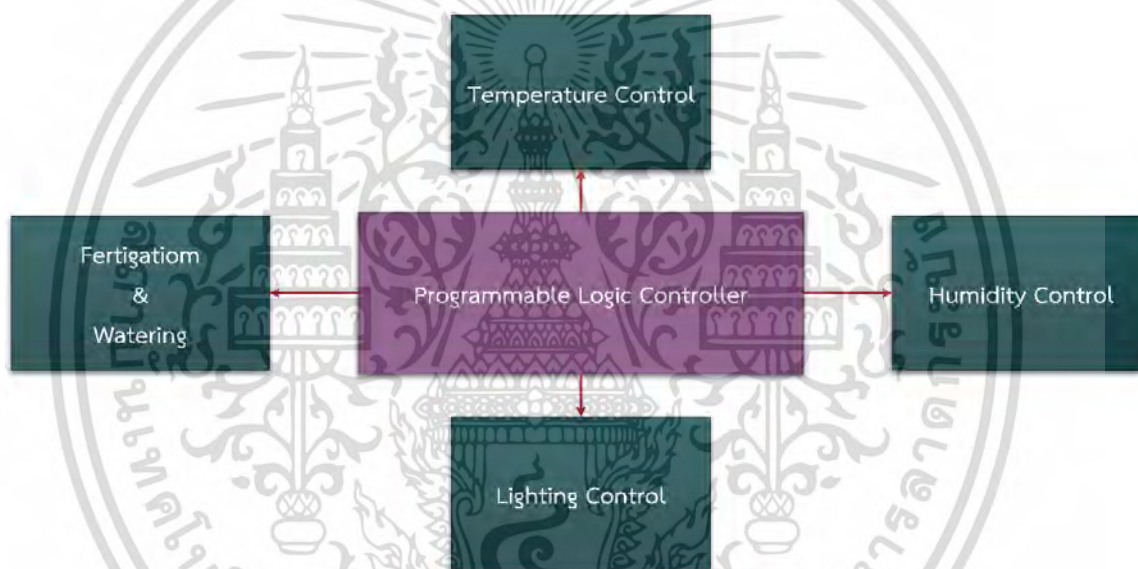 Temperature Control
Fertigatiom
&
Watering
Programmable Logic Controller
Humidity Control
Lighting Control